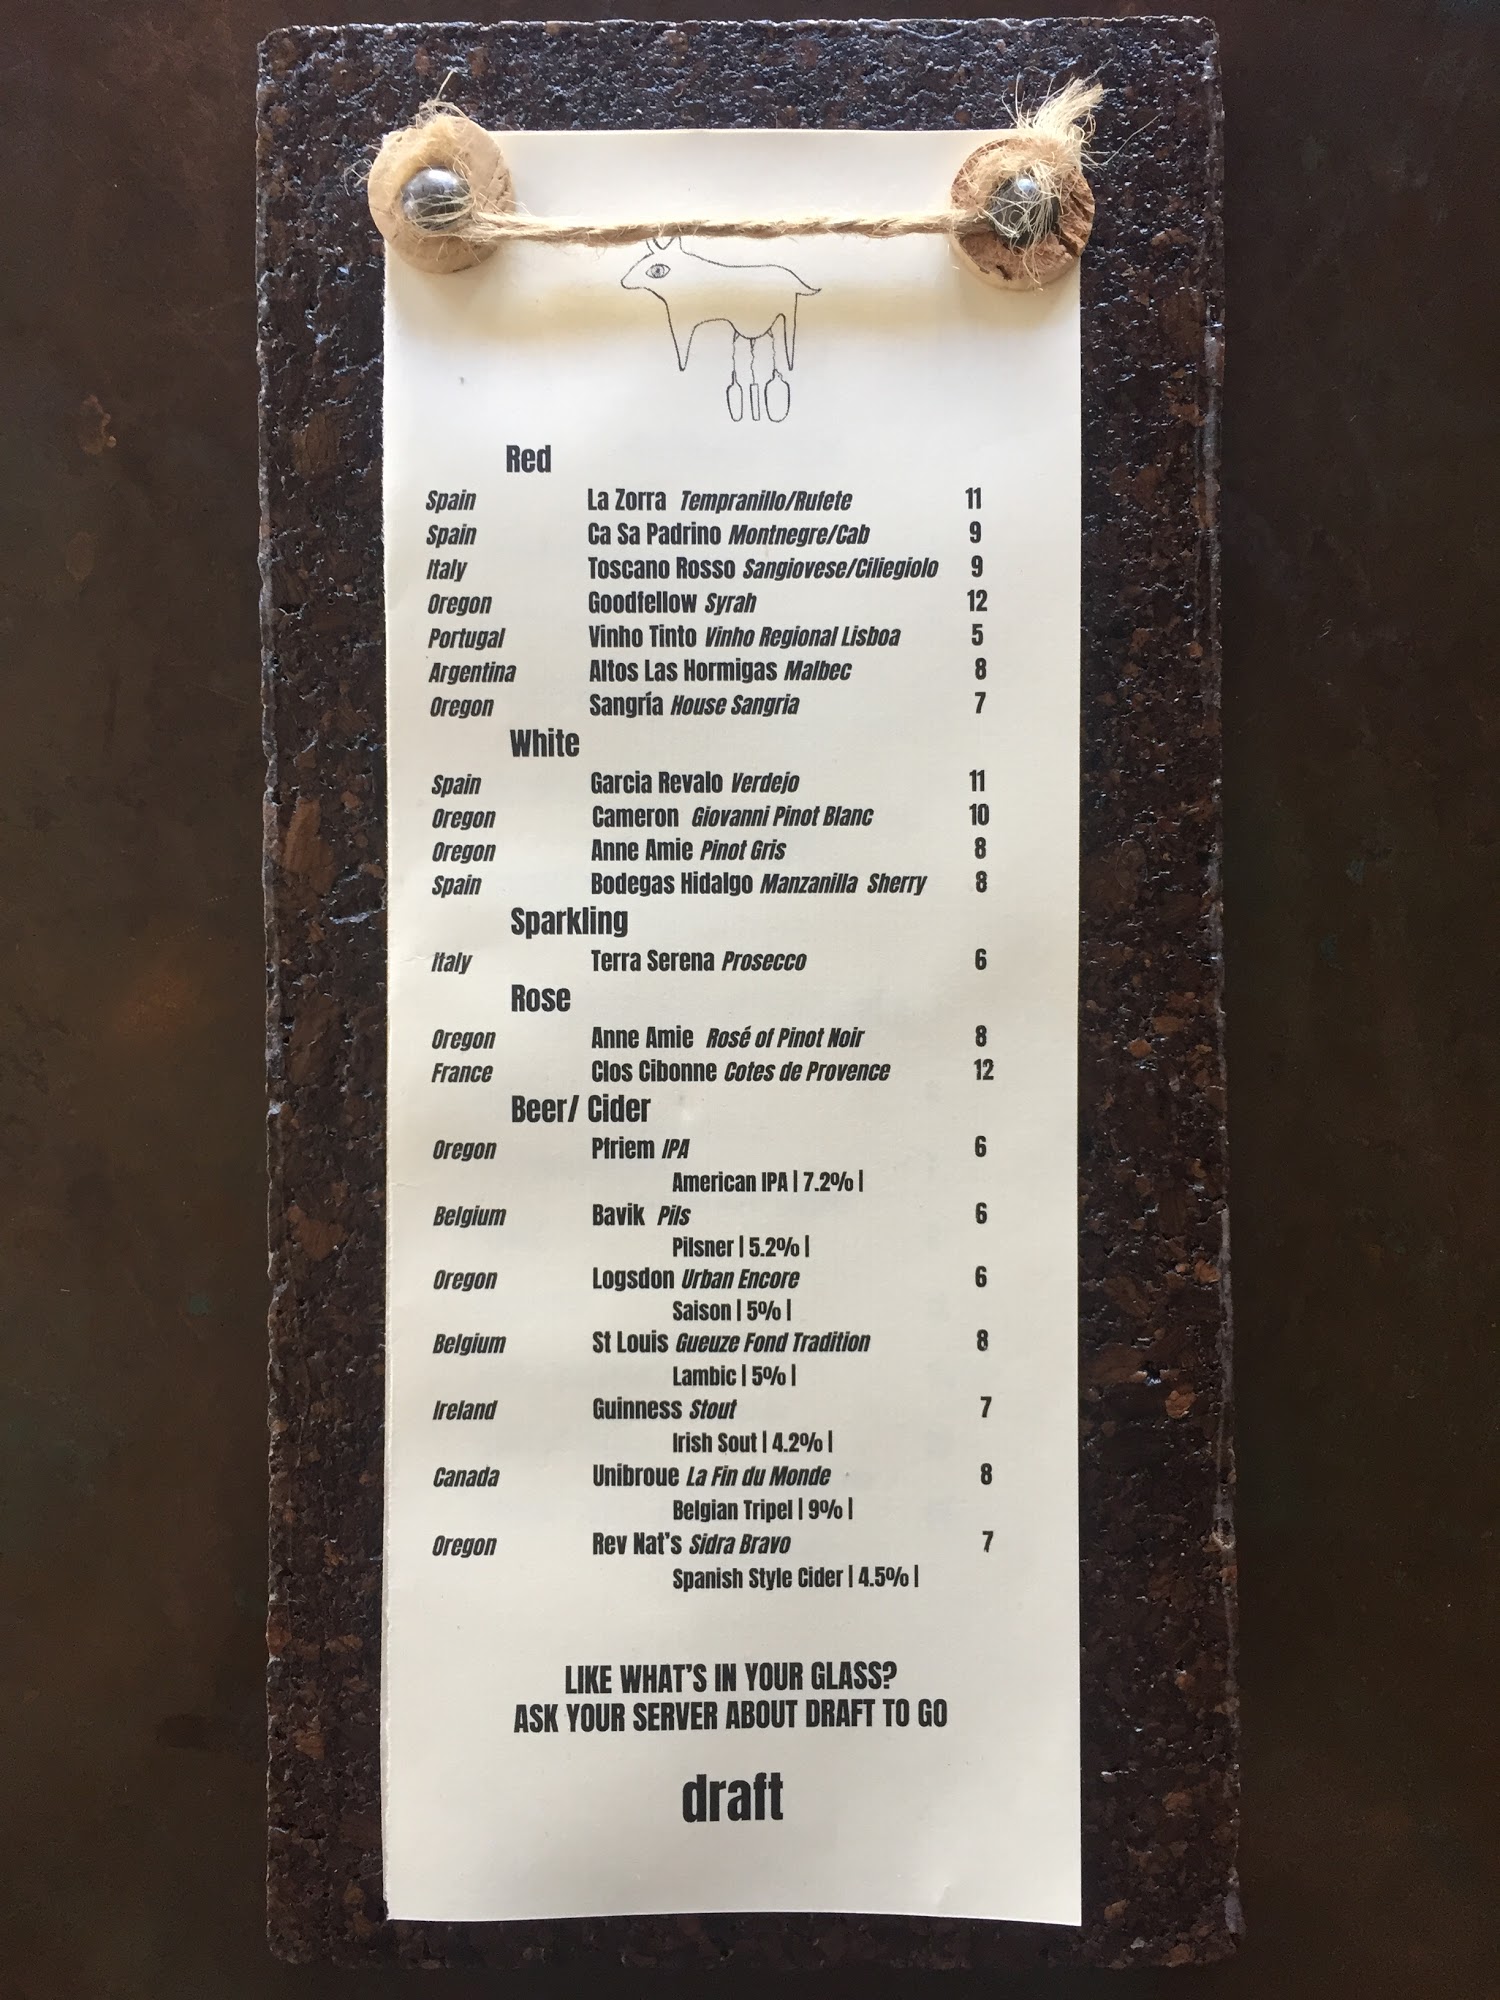 Red
Spain La Zorra Tempranillo/Rufete 11
Spain Ca Sa Padrino Montnegre/Cab 9
Italy Toscano Rosso Sangiovese/Ciliegiolo 9
Oregon Goodfellow Syrah 12
Portugal Vinho Tinto Vinho Regional Lisboa 5
Argentina Altos Las Hormigas Malbec 8
Oregon Sangría House Sangria 7
White
Spain Garcia Revalo Verdejo 11
Oregon Cameron Giovanni Pinot Blanc 10
Oregon Anne Amie Pinot Gris 8
Spain Bodegas Hidalgo Manzanilla Sherry 8
Sparkling
Italy Terra Serena Prosecco 6
Rose
Oregon Anne Amie Rosé of Pinot Noir 8
France Clos Cibonne Cotes de Provence 12
Beer/ Cider
Oregon Pfriem IPA 6
American IPA | 7.2% |
Belgium Bavik Pils 6
Pilsner | 5.2% |
Oregon Logsdon Urban Encore 6
Saison | 5% |
Belgium St Louis Gueuze Fond Tradition 8
Lambic | 5% |
Ireland Guinness Stout 7
Irish Sout | 4.2% |
Canada Unibroue La Fin du Monde 8
Belgian Tripel | 9% |
Oregon Rev Nat's Sidra Bravo 7
Spanish Style Cider | 4.5% |
LIKE WHAT'S IN YOUR GLASS?
ASK YOUR SERVER ABOUT DRAFT TO GO
draft